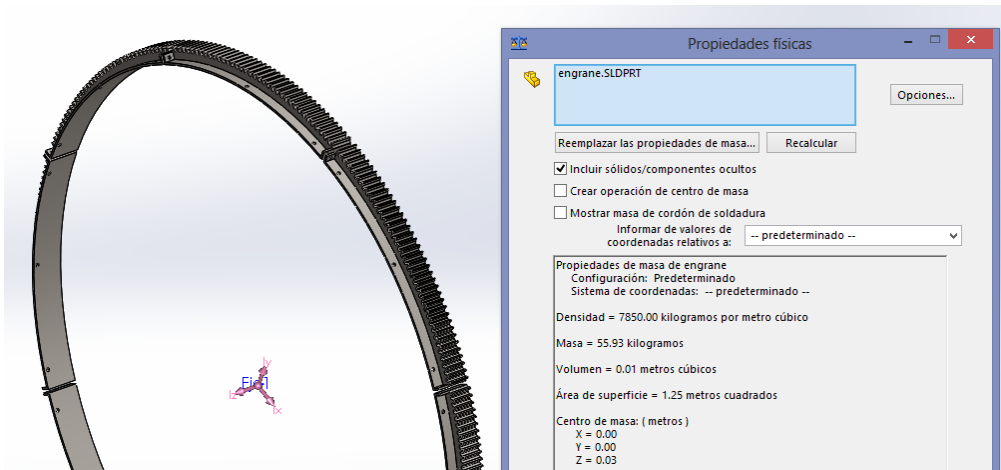 Propiedades físicas
engrane.SLDPRT
Opciones...
Reemplazar las propiedades de masa...
Recalcular
Incluir sólidos/componentes ocultos
Crear operación de centro de masa
Mostrar masa de cordón de soldadura
Informar de valores de
coordenadas relativos a:
-- predeterminado --
Propiedades de masa de engrane
Configuración: Predeterminado
Sistema de coordenadas: -- predeterminado --
Densidad = 7850.00 kilogramos por metro cúbico
Masa = 55.93 kilogramos
Volumen = 0.01 metros cúbicos
Área de superficie = 1.25 metros cuadrados
Centro de masa: ( metros )
X = 0.00
Y = 0.00
Z = 0.03
Iy
Iz
Ix